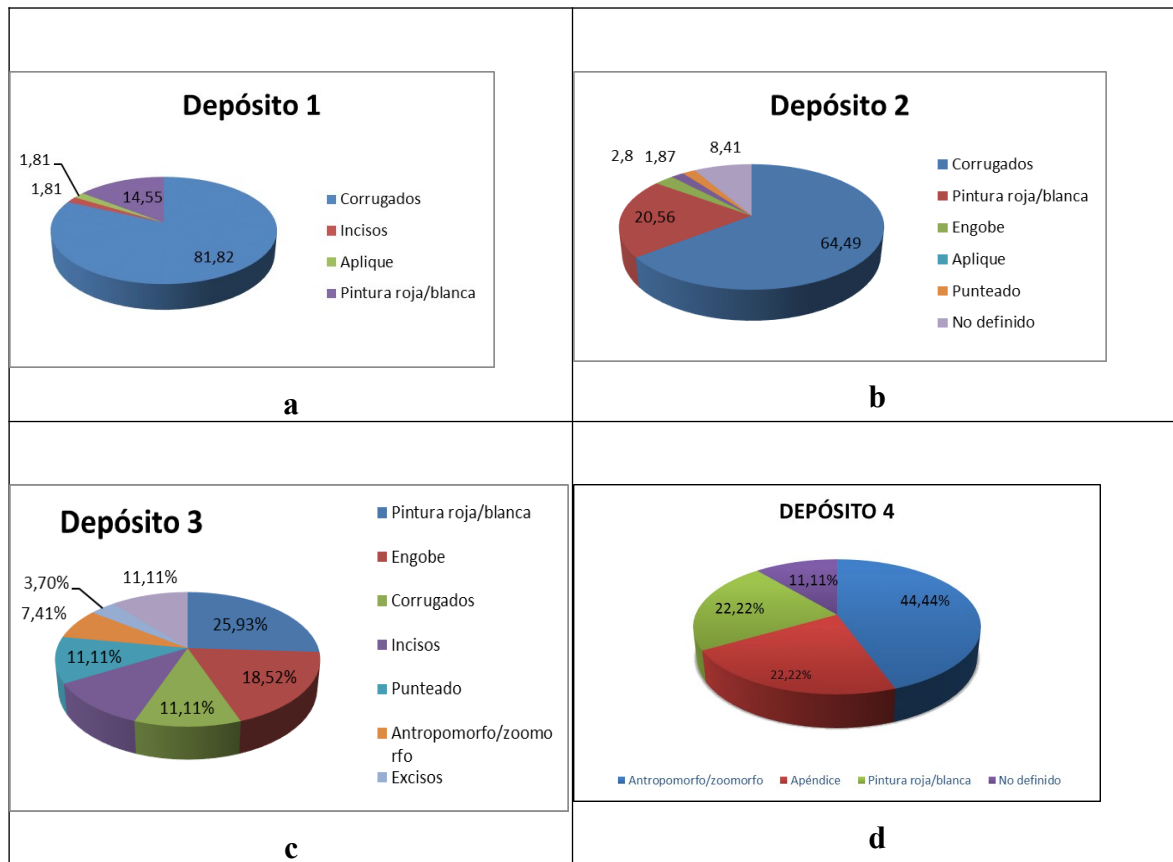 Depósito 1
1,81
1,81
14,55
81,82
Corrugados
Incisos
Aplique
Pintura roja/blanca
a
Depósito 2
2,8
1,87
8,41
20,56
64,49
Corrugados
Pintura roja/blanca
Engobe
Aplique
Punteado
No definido
b
Depósito 3
3,70%
11,11%
7,41%
25,93%
11,11%
18,52%
11,11%
Pintura roja/blanca
Engobe
Corrugados
Incisos
Punteado
Antropomorfo/zoomo
rfo
Excisos
c
DEPÓSITO 4
11,11%
44,44%
22,22%
22,22%
Antropomorfo/zoomorfo Apéndice Pintura roja/blanca No definido
d